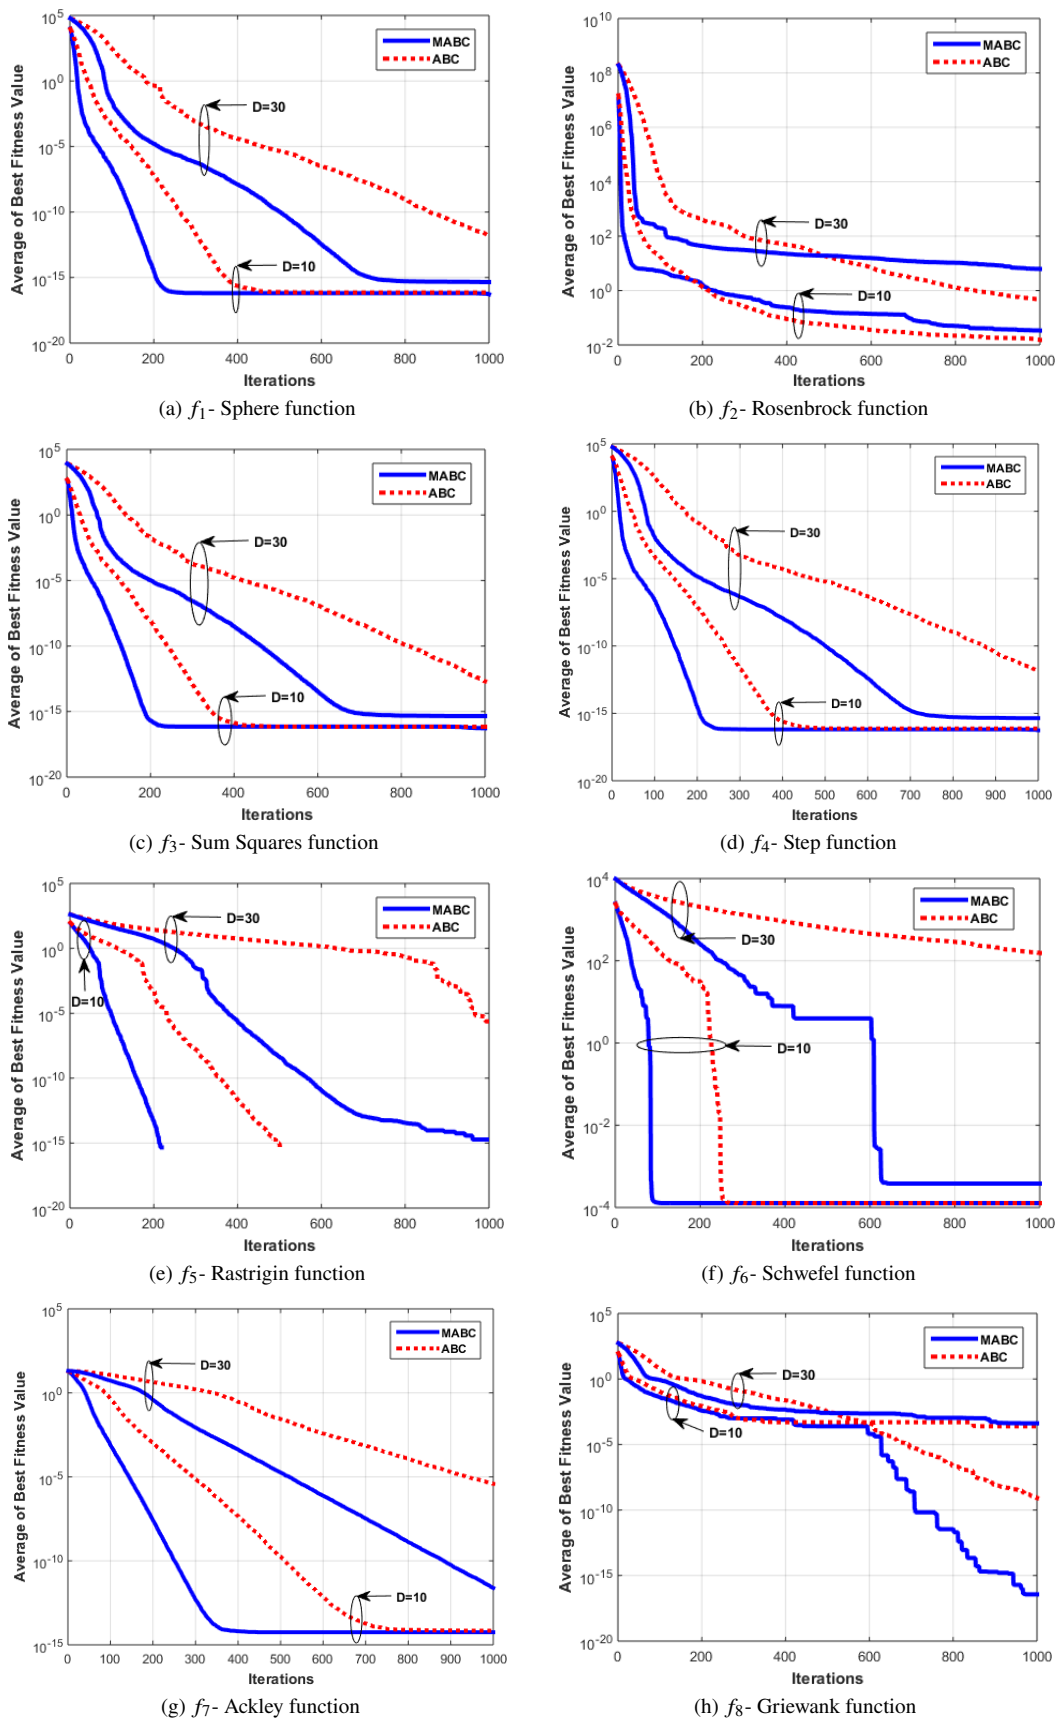 10^5
10^0
10^-5
10^-10
10^-15
10^-20
0 200 400 600 800 1000
Average of Best Fitness Value
Iterations
MABC
ABC
D=30
D=10
(a) f1- Sphere function
10^10
10^8
10^6
10^4
10^2
10^0
10^-2
0 200 400 600 800 1000
Average of Best Fitness Value
Iterations
MABC
ABC
D=30
D=10
(b) f2- Rosenbrock function
10^5
10^0
10^-5
10^-10
10^-15
10^-20
0 200 400 600 800 1000
Average of Best Fitness Value
Iterations
MABC
ABC
D=30
D=10
(c) f3- Sum Squares function
10^5
10^0
10^-5
10^-10
10^-15
10^-20
0 100 200 300 400 500 600 700 800 900 1000
Average of Best Fitness Value
Iterations
MABC
ABC
D=30
D=10
(d) f4- Step function
10^5
10^0
10^-5
10^-10
10^-15
10^-20
0 200 400 600 800 1000
Average of Best Fitness Value
Iterations
MABC
ABC
D=30
D=10
(e) f5- Rastrigin function
10^4
10^2
10^0
10^-2
10^-4
0 200 400 600 800 1000
Average of Best Fitness Value
Iterations
MABC
ABC
D=30
D=10
(f) f6- Schwefel function
10^5
10^0
10^-5
10^-10
10^-15
0 100 200 300 400 500 600 700 800 900 1000
Average of Best Fitness Value
Iterations
MABC
ABC
D=30
D=10
(g) f7- Ackley function
10^5
10^0
10^-5
10^-10
10^-15
10^-20
0 200 400 600 800 1000
Average of Best Fitness Value
Iterations
MABC
ABC
D=30
D=10
(h) f8- Griewank function